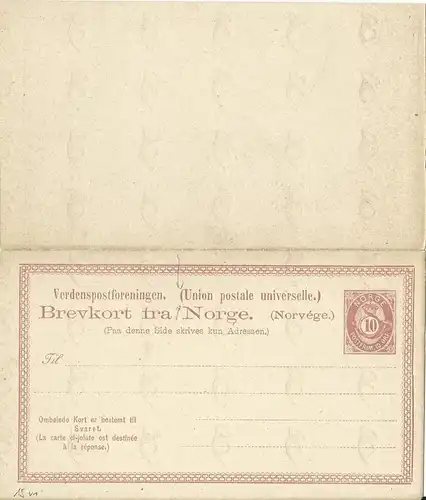 Verdenspostforeningen. (Union postale universelle.)
Brevkort fra Norge. (Norvége.)
(Paa denne Side skrives kun Adressen.)
NORGE
10
Til
Omhelede Kort er bestemt til
Svaret.
(La carte ci-jointe est destinée
à la réponse.)